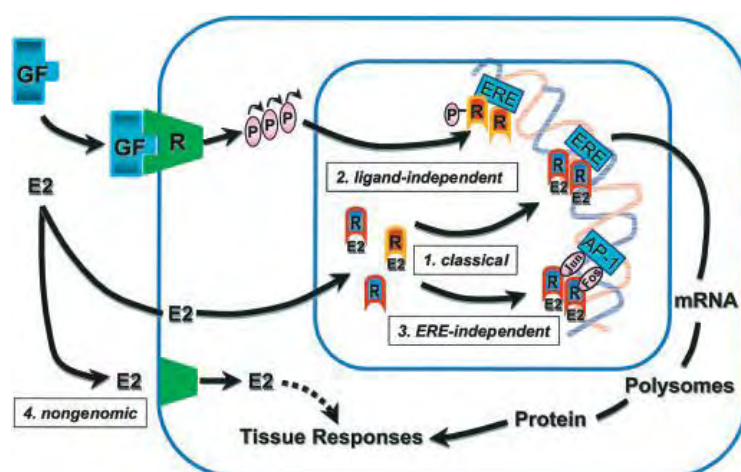 GF
GF
R
P P P
P
R R
ERE
ERE
R R
E2 E2
2. ligand-independent
E2
R
E2
R
E2
R
1. classical
AP-1
Jun
Fos
R R
E2 E2
3. ERE-independent
E2
mRNA
E2
E2
4. nongenomic
Polysomes
Protein
Tissue Responses